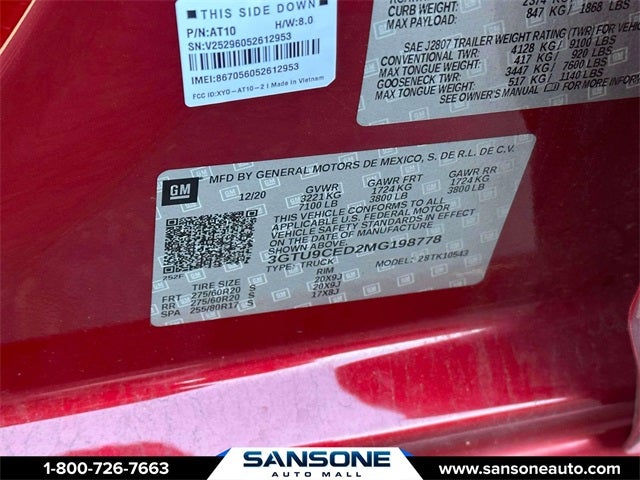 THIS SIDE DOWN
P/N:AT10 H/W:8.0
SN:V25296052612953
IMEI:867056052612953
FCC ID:XYO-AT10-2 | Made in Vietnam
CURB WEIGHT: 2374
MAX PAYLOAD: 847 KG / 1868 LBS
SAE J2807 TRAILER WEIGHT RATING (TWR) FOR
CONVENTIONAL TWR: 4128 KG / 9100 LBS
MAX TONGUE WEIGHT: 417 KG / 920 LBS
GOOSENECK TWR: 3447 KG / 7600 LBS
MAX TONGUE WEIGHT: 517 KG / 1140 LBS
SEE OWNER'S MANUAL FOR ADDITIONAL
GM
MFD BY GENERAL MOTORS DE MEXICO, S. DE R.L. DE C.V.
12/20 GVWR GAWR FRT GAWR RR
3221 KG 1724 KG 1724 KG
7100 LB 3800 LB 3800 LB
THIS VEHICLE CONFORMS TO ALL
APPLICABLE U.S. FEDERAL MOTOR
VEHICLE SAFETY STANDARDS IN EFFECT
ON THE DATE OF MANUFACTURE
SHOWN ABOVE.
3GTU9CED2MG198778
TYPE: TRUCK MODEL: 2STK10543
752F
TIRE SIZE RIM
FRT 275/60R20 S 20X9J
RR 275/60R20 S 20X9J
SPA 255/80R17 S 17X8J
1-800-726-7663
SANSONE
AUTO MALL
www.sansoneauto.com